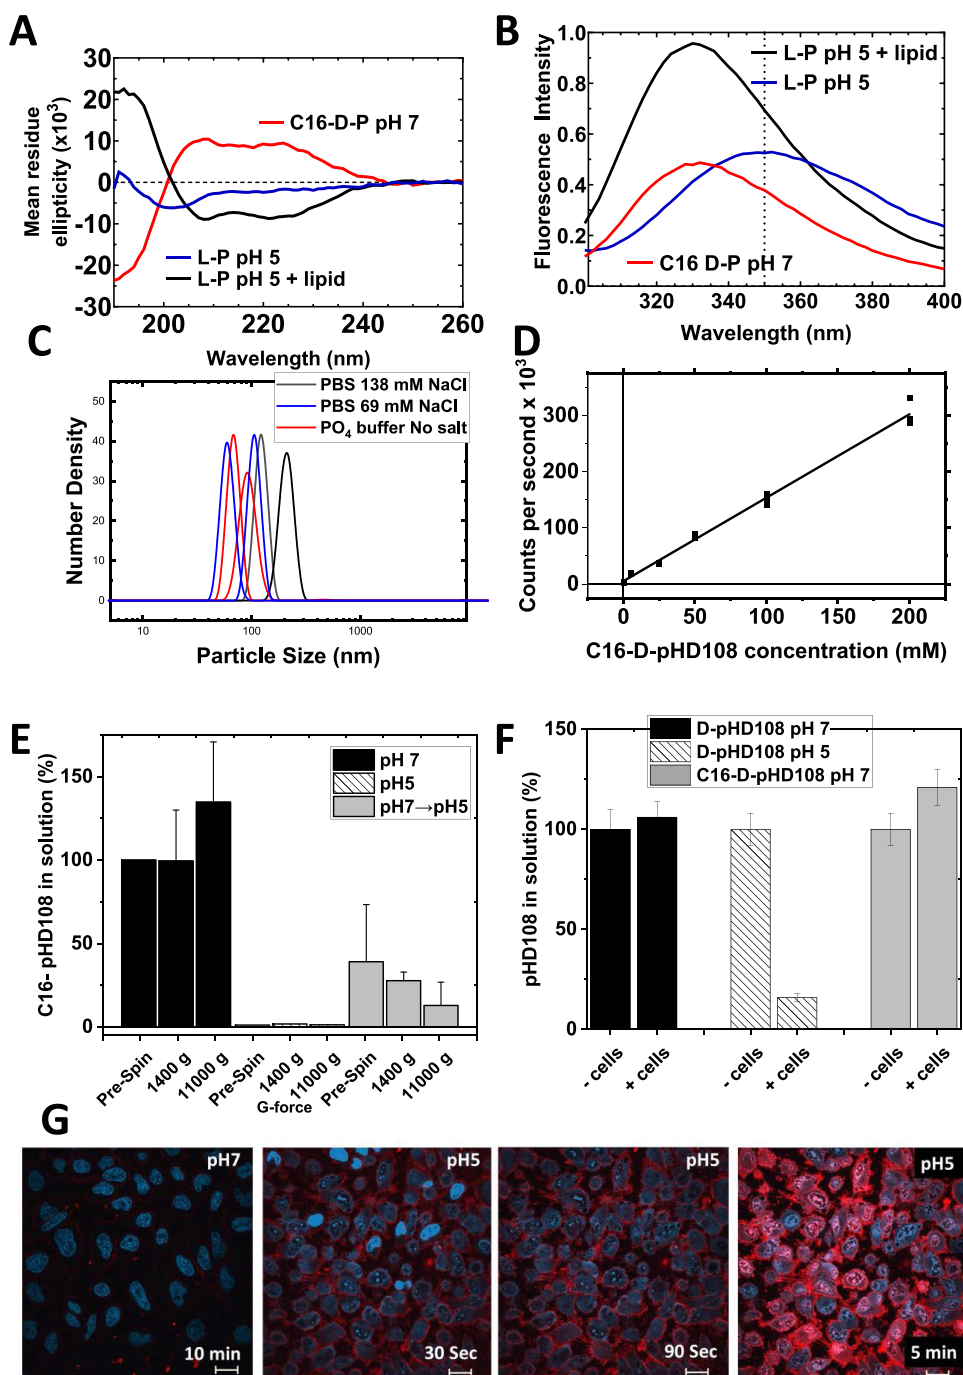 A
30
20
10
0
-10
-20
-30
Mean residue
ellipticity (x10³)
C16-D-P pH 7
L-P pH 5
L-P pH 5 + lipid
200
220
240
260
Wavelength (nm)
B
1.0
0.8
0.6
0.4
0.2
0.0
Fluorescence Intensity
L-P pH 5 + lipid
L-P pH 5
C16 D-P pH 7
320
340
360
380
400
Wavelength (nm)
C
PBS 138 mM NaCl
PBS 69 mM NaCl
PO₄ buffer No salt
50
40
30
20
10
0
Number Density
10
100
1000
Particle Size (nm)
D
300
200
100
0
Counts per second x 10³
0
50
100
150
200
C16-D-pHD108 concentration (mM)
E
150
100
50
0
C16- pHD108 in solution (%)
pH 7
pH5
pH7→pH5
Pre-Spin
1400 g
11000 g
Pre-Spin
1400 g
11000 g
Pre-Spin
1400 g
11000 g
G-force
F
150
100
50
0
pHD108 in solution (%)
D-pHD108 pH 7
D-pHD108 pH 5
C16-D-pHD108 pH 7
- cells
+ cells
- cells
+ cells
- cells
+ cells
G
pH7
10 min
pH5
30 Sec
pH5
90 Sec
pH5
5 min